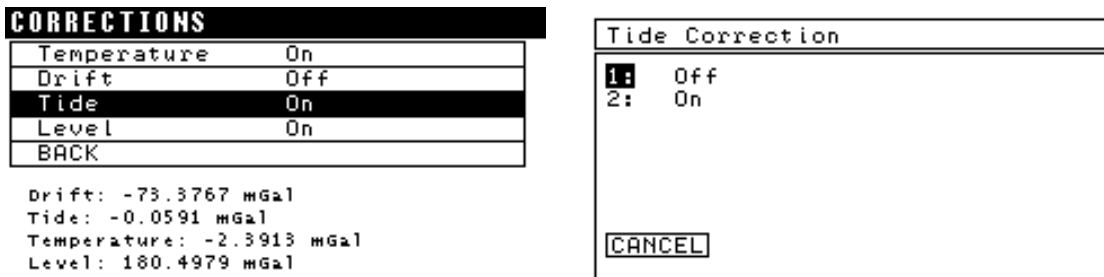 CORRECTIONS
Temperature On
Drift Off
Tide On
Level On
BACK
Drift: -73.3767 mGal
Tide: -0.0591 mGal
Temperature: -2.3913 mGal
Level: 180.4979 mGal
Tide Correction
1: Off
2: On
CANCEL